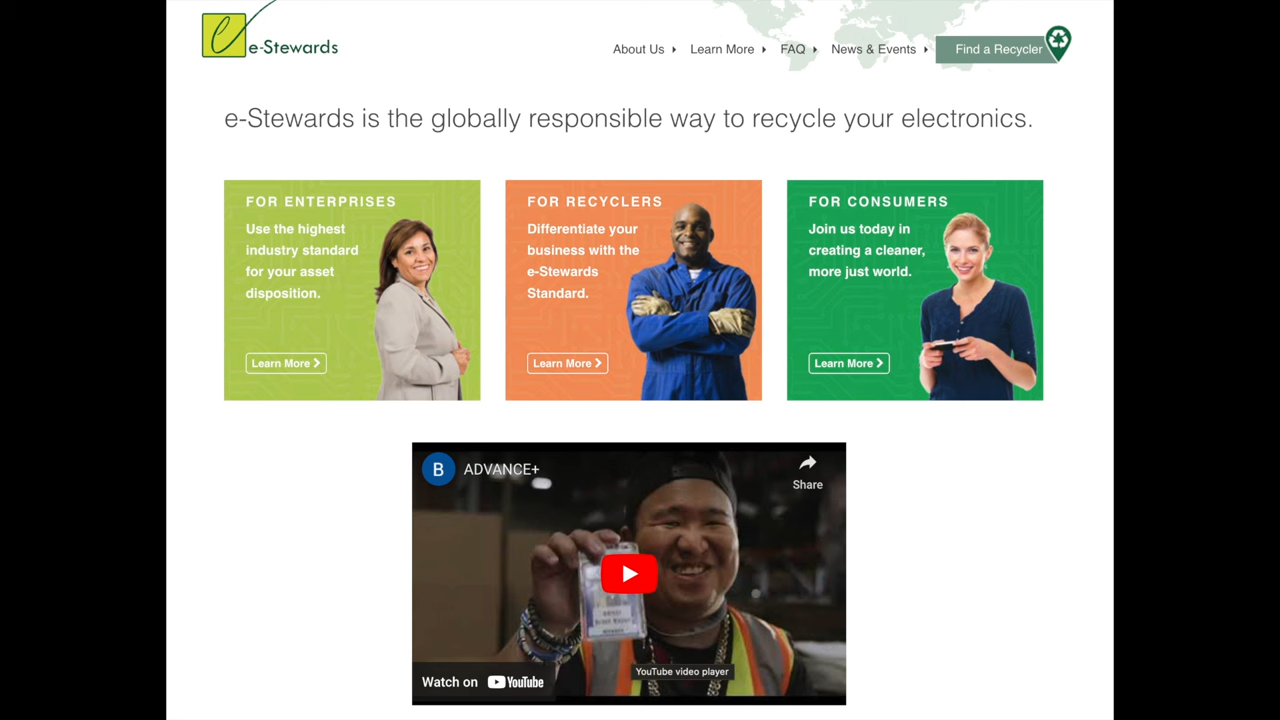 e-Stewards
About Us
Learn More
FAQ
News & Events
Find a Recycler
e-Stewards is the globally responsible way to recycle your electronics.
FOR ENTERPRISES
Use the highest
industry standard
for your asset
disposition.
Learn More
FOR RECYCLERS
Differentiate your
business with the
e-Stewards
Standard.
Learn More
FOR CONSUMERS
Join us today in
creating a cleaner,
more just world.
Learn More
B
ADVANCE+
Share
YouTube video player
Watch on YouTube